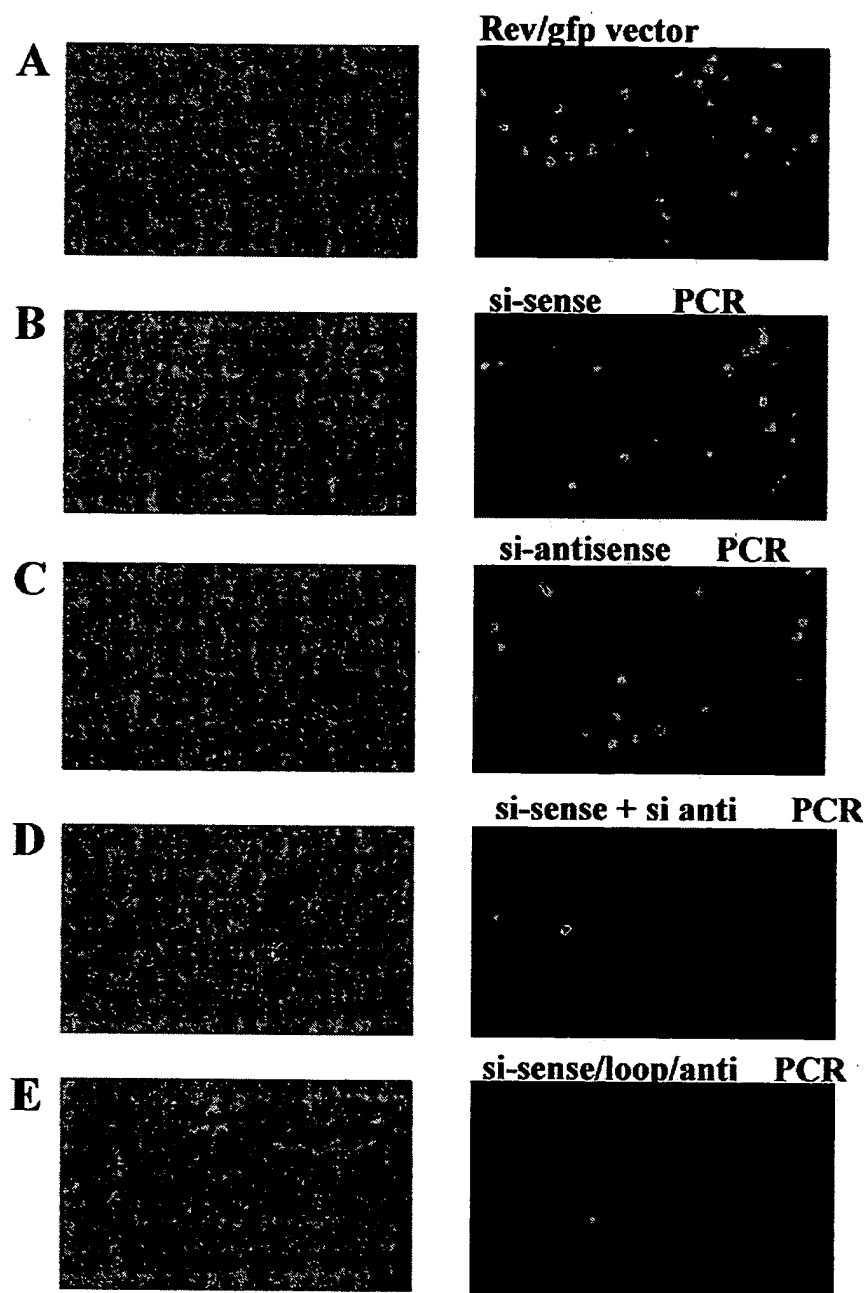 A
Rev/gfp vector
B
si-sense PCR
C
si-antisense PCR
D
si-sense + si anti PCR
E
si-sense/loop/anti PCR